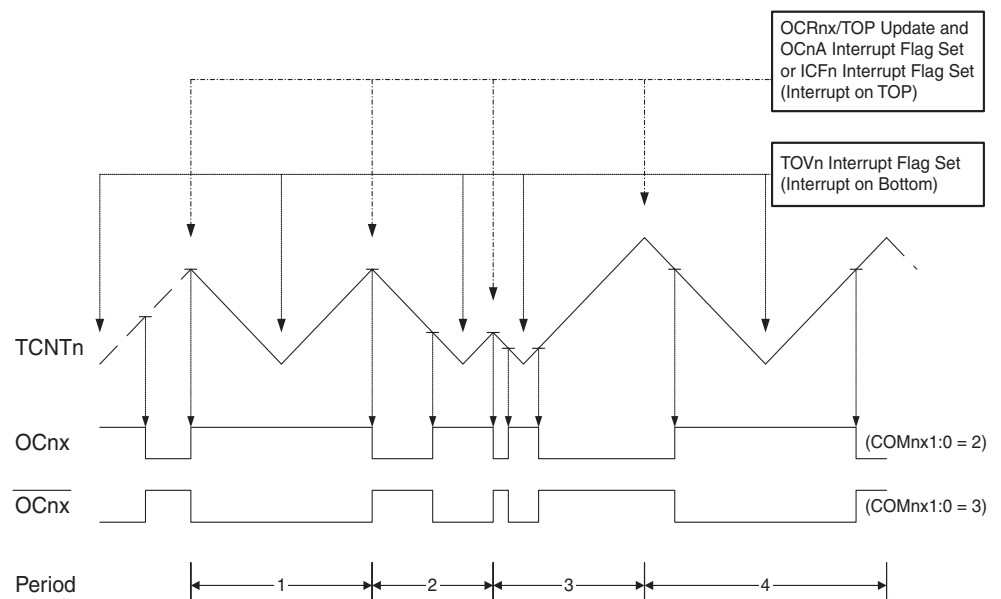 OCRnx/TOP Update and
OCnA Interrupt Flag Set
or ICFn Interrupt Flag Set
(Interrupt on TOP)
TOVn Interrupt Flag Set
(Interrupt on Bottom)
TCNTn
OCnx
(COMnx1:0 = 2)
OCnx
(COMnx1:0 = 3)
Period
1
2
3
4